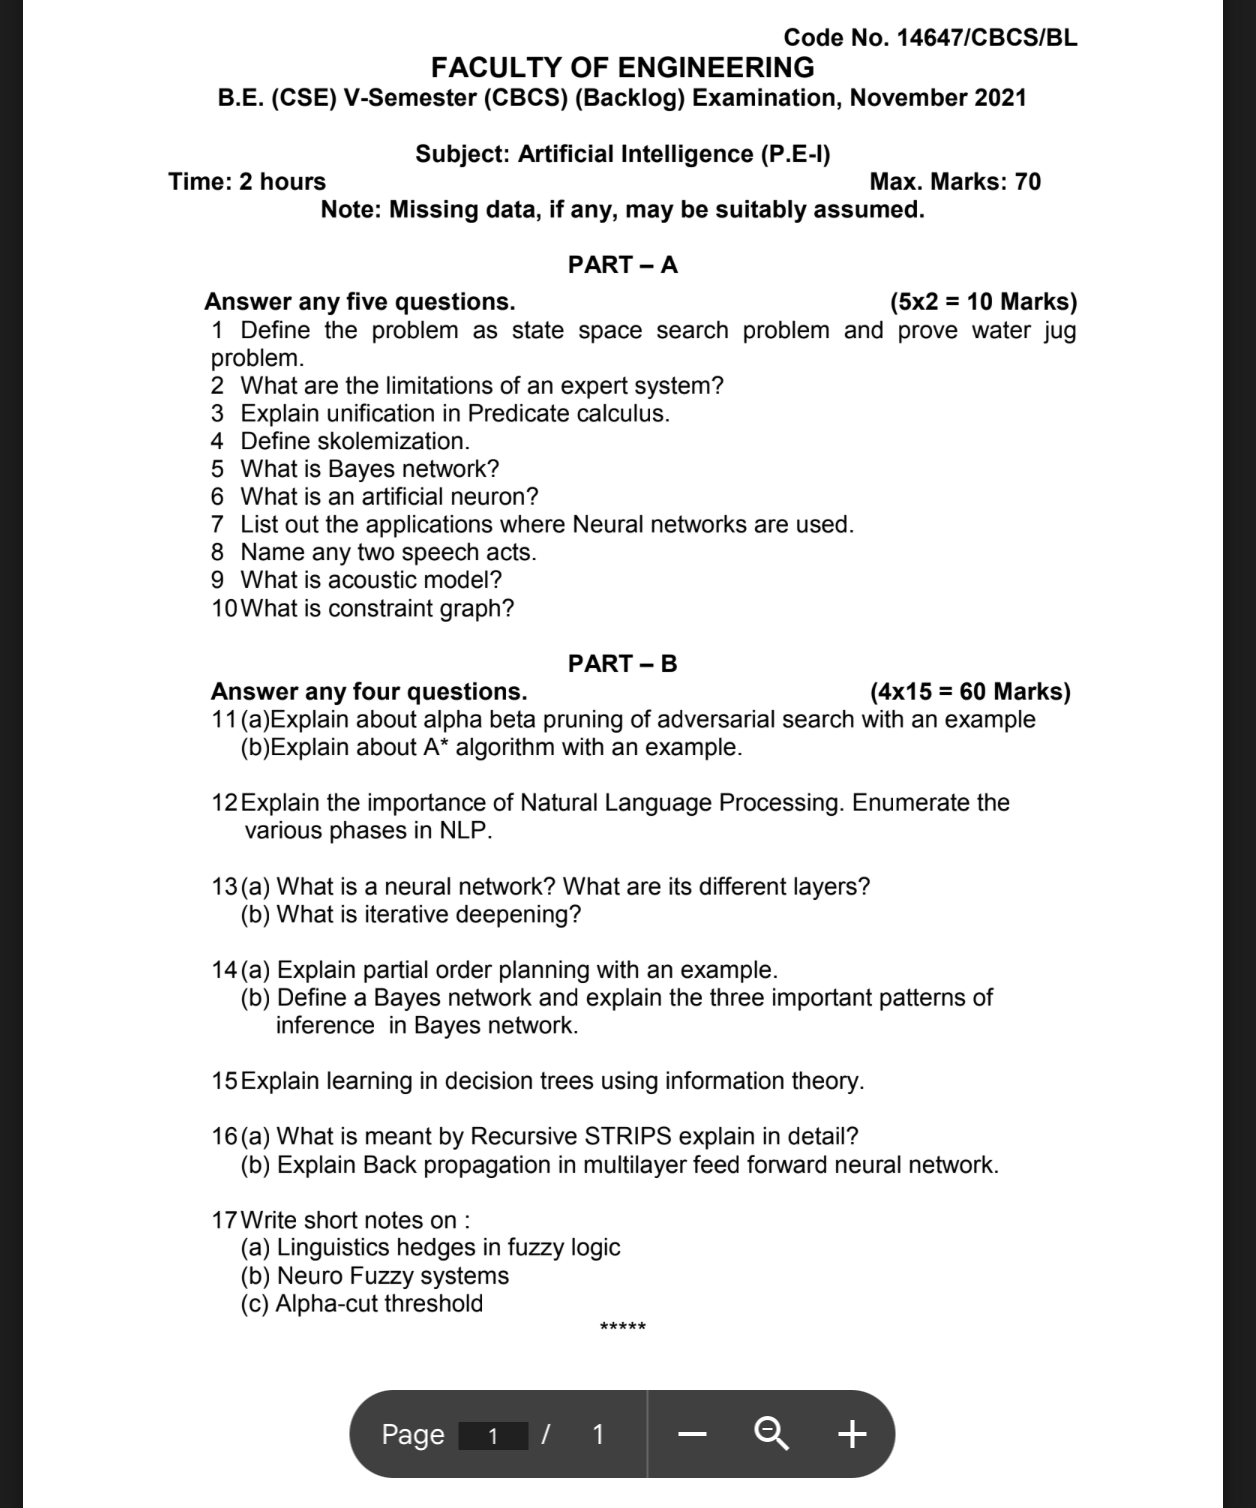 Code No. 14647/CBCS/BL
FACULTY OF ENGINEERING
B.E. (CSE) V-Semester (CBCS) (Backlog) Examination, November 2021
Subject: Artificial Intelligence (P.E-I)
Time: 2 hours Max. Marks: 70
Note: Missing data, if any, may be suitably assumed.
PART – A
Answer any five questions. (5x2 = 10 Marks)
1 Define the problem as state space search problem and prove water jug
problem.
2 What are the limitations of an expert system?
3 Explain unification in Predicate calculus.
4 Define skolemization.
5 What is Bayes network?
6 What is an artificial neuron?
7 List out the applications where Neural networks are used.
8 Name any two speech acts.
9 What is acoustic model?
10What is constraint graph?
PART – B
Answer any four questions. (4x15 = 60 Marks)
11(a)Explain about alpha beta pruning of adversarial search with an example
(b)Explain about A* algorithm with an example.
12Explain the importance of Natural Language Processing. Enumerate the
various phases in NLP.
13(a) What is a neural network? What are its different layers?
(b) What is iterative deepening?
14(a) Explain partial order planning with an example.
(b) Define a Bayes network and explain the three important patterns of
inference in Bayes network.
15Explain learning in decision trees using information theory.
16(a) What is meant by Recursive STRIPS explain in detail?
(b) Explain Back propagation in multilayer feed forward neural network.
17Write short notes on :
(a) Linguistics hedges in fuzzy logic
(b) Neuro Fuzzy systems
(c) Alpha-cut threshold
*****
Page 1 / 1